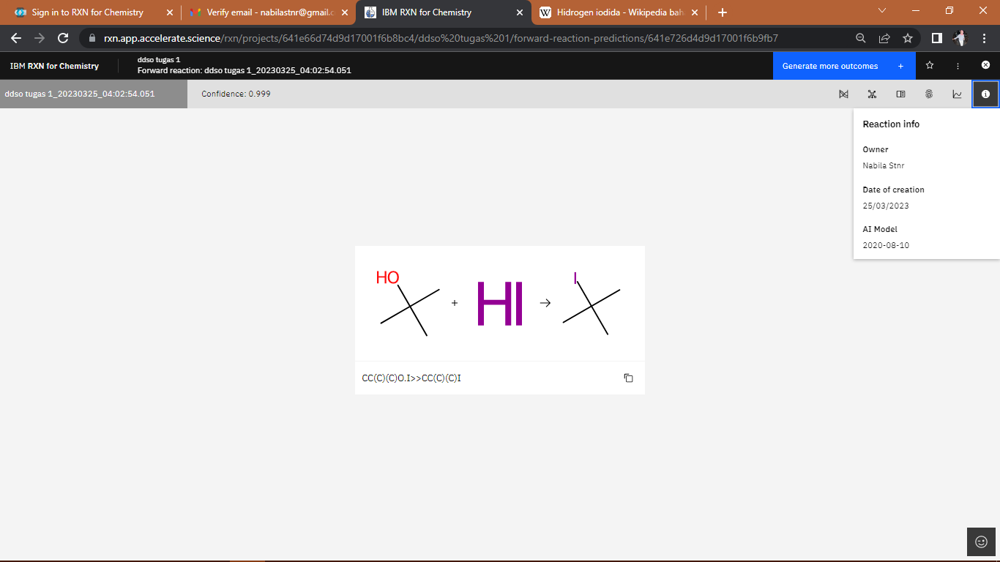 Sign in to RXN for Chemistry
Verify email - nabilastnr@gmail.c
IBM RXN for Chemistry
Hidrogen iodida - Wikipedia bah
rxn.app.accelerate.science/rxn/projects/641e66d74d9d17001f6b8bc4/ddso%20tugas%201/forward-reaction-predictions/641e726d4d9d17001f6b9fb7
IBM RXN for Chemistry
ddso tugas 1
Forward reaction: ddso tugas 1_20230325_04:02:54.051
Generate more outcomes +
ddso tugas 1_20230325_04:02:54.051
Confidence: 0.999
Reaction info
Owner
Nabila Stnr
Date of creation
25/03/2023
AI Model
2020-08-10
HO + HI → I
CC(C)(C)O.I>>CC(C)(C)I